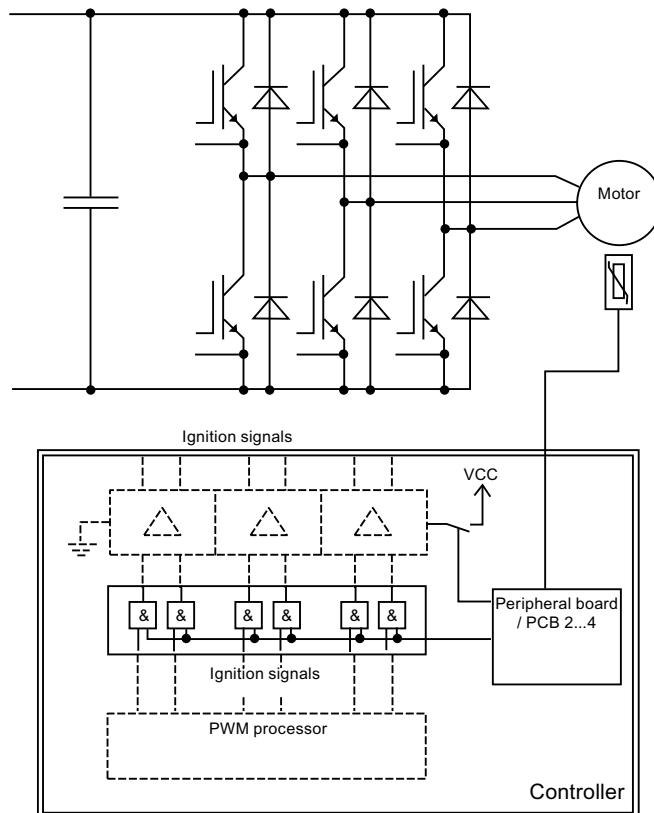 Motor
Ignition signals
VCC
& & & & & &
Peripheral board
/ PCB 2...4
Ignition signals
PWM processor
Controller